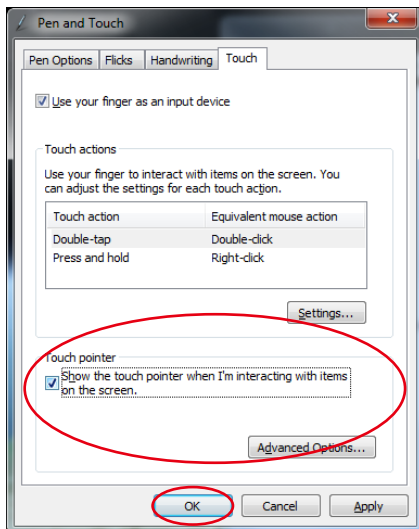 Pen and Touch
Pen Options Flicks Handwriting Touch
Use your finger as an input device
Touch actions
Use your finger to interact with items on the screen. You
can adjust the settings for each touch action.
Touch action Equivalent mouse action
Double-tap Double-click
Press and hold Right-click
Settings...
Touch pointer
Show the touch pointer when I'm interacting with items
on the screen.
Advanced Options...
OK Cancel Apply